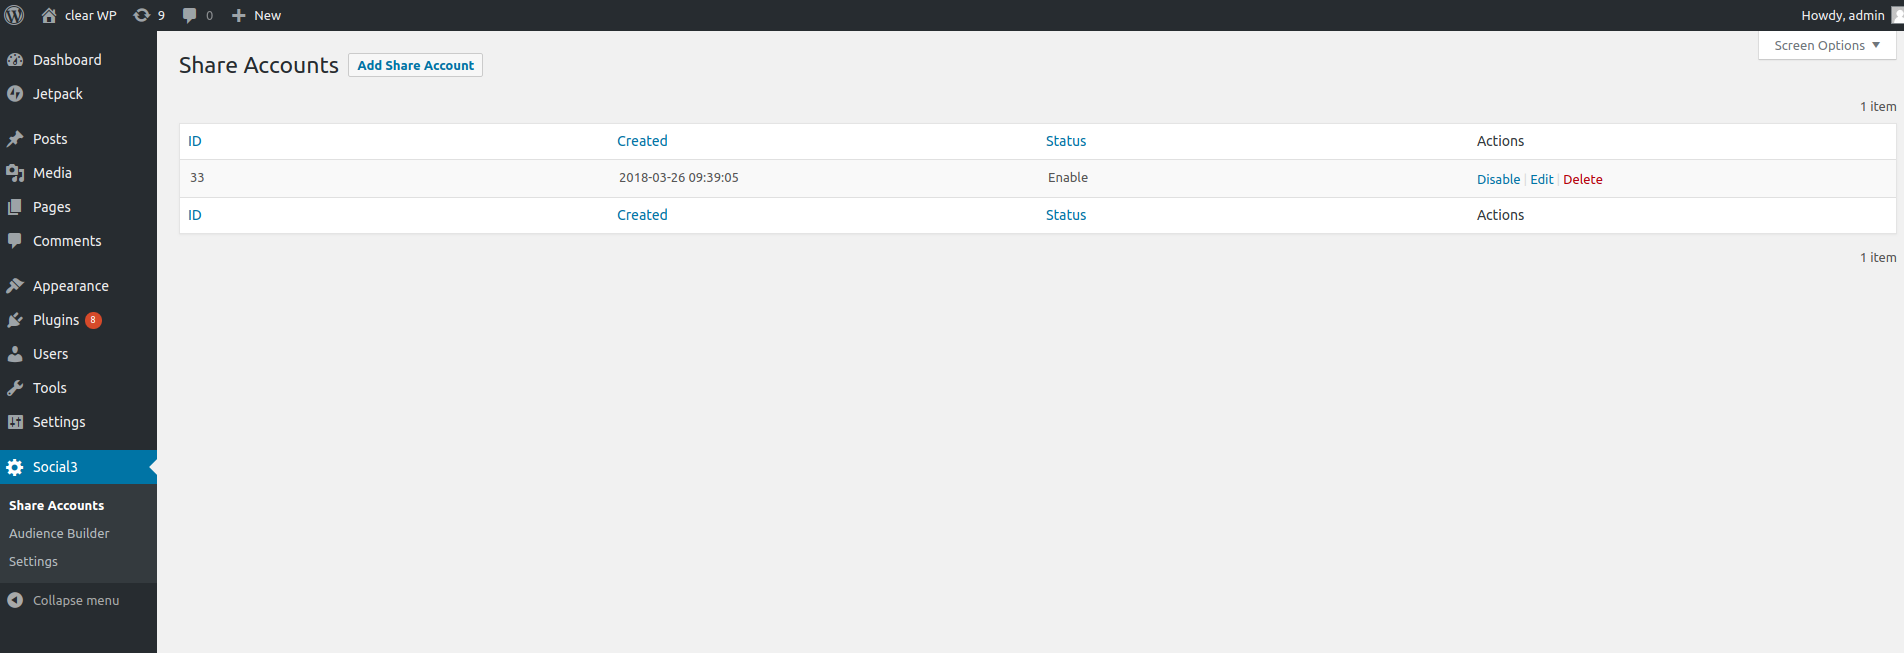 clear WP 9 0 New Howdy, admin
Dashboard
Jetpack
Posts
Media
Pages
Comments
Appearance
Plugins 8
Users
Tools
Settings
Social3
Share Accounts
Audience Builder
Settings
Collapse menu
Screen Options
Share Accounts Add Share Account
1 item
ID Created Status Actions
33 2018-03-26 09:39:05 Enable Disable | Edit | Delete
ID Created Status Actions
1 item